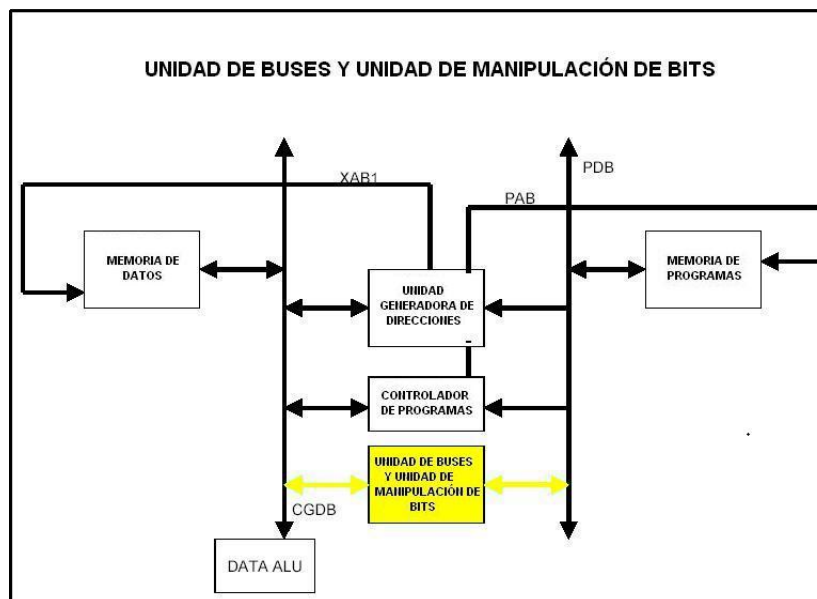 UNIDAD DE BUSES Y UNIDAD DE MANIPULACIÓN DE BITS
XAB1
PDB
PAB
MEMORIA DE
DATOS
MEMORIA DE
PROGRAMAS
UNIDAD
GENERADORA DE
DIRECCIONES
CONTROLADOR
DE PROGRAMAS
UNIDAD DE BUSES
Y UNIDAD DE
MANIPULACIÓN DE
BITS
CGDB
DATA ALU